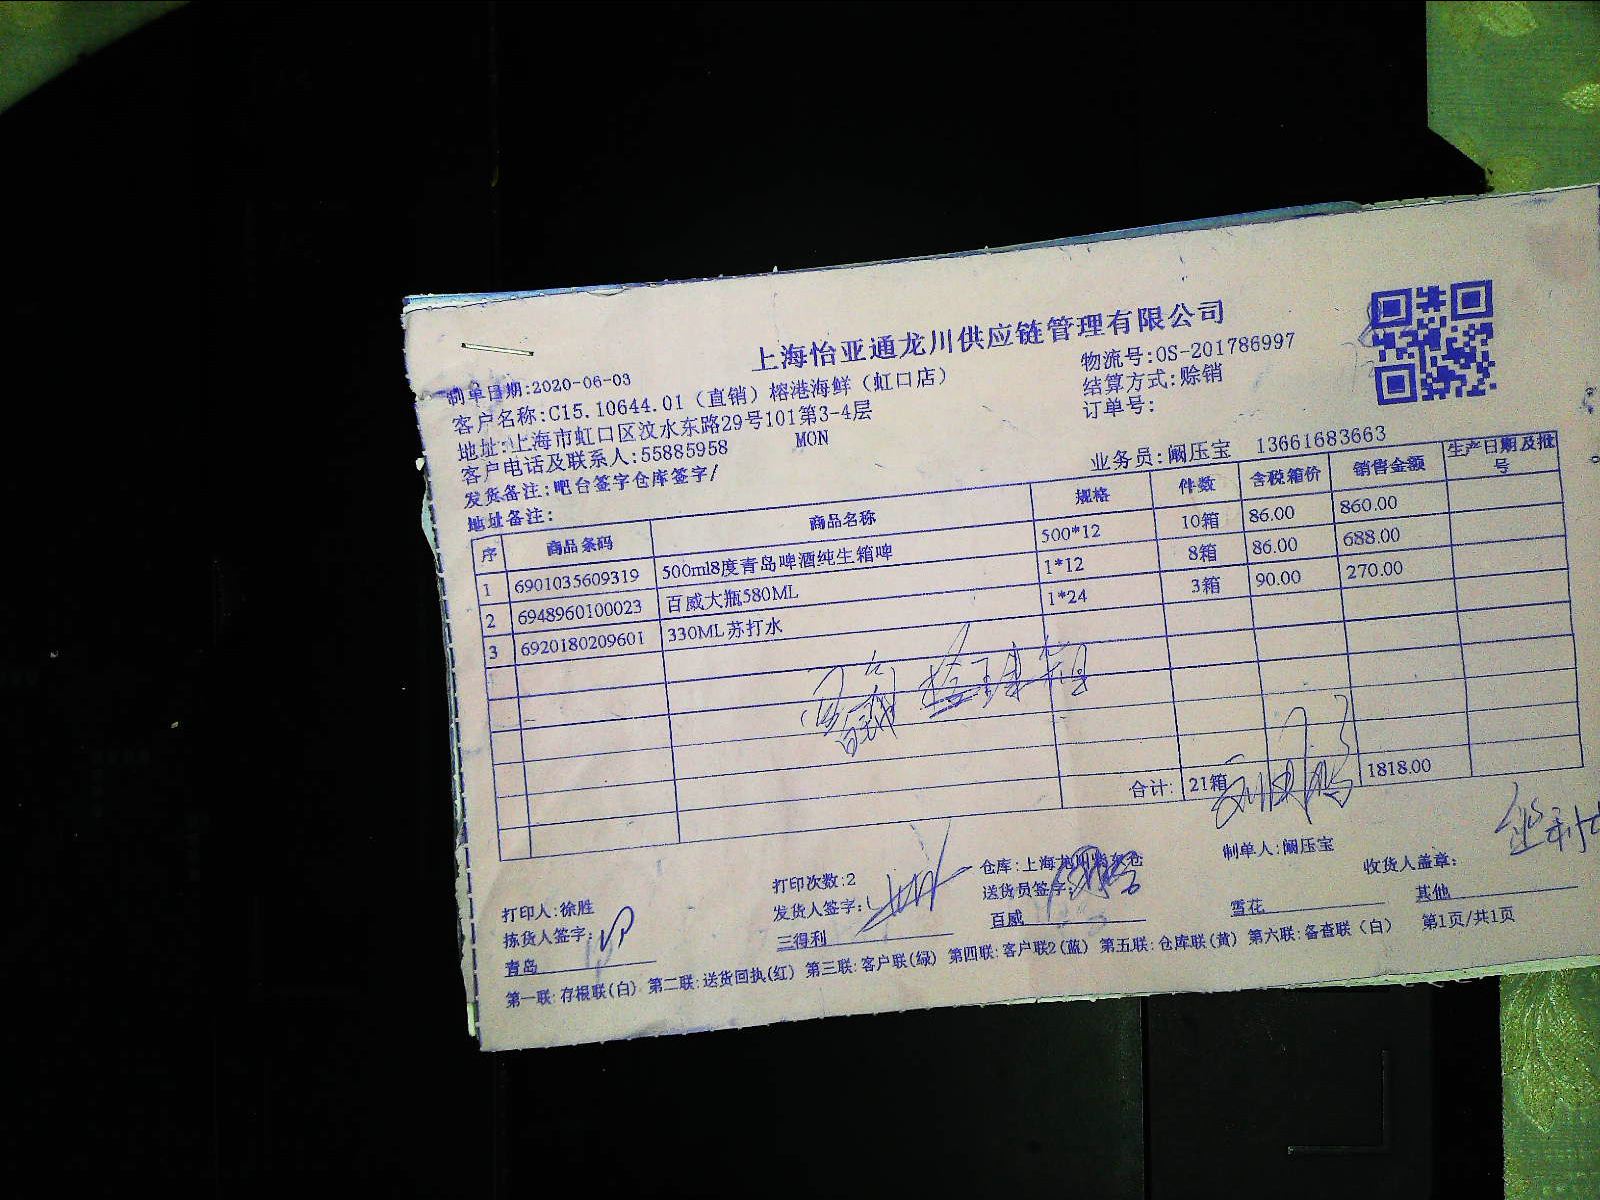 上海怡亚通龙川供应链管理有限公司
制单日期:2020-06-03
物流号:OS-201786997
客户名称:C15.10644.01（直销）榕港海鲜（虹口店）
结算方式:赊销
地址:上海市虹口区汶水东路29号101第3-4层
订单号:
客户电话及联系人:55885958 MON
发货备注:吧台签字仓库签字/
业务员:阚压宝 13661683663
地址备注:
序 商品条码 商品名称 规格 件数 含税箱价 销售金额 生产日期及批号
1 6901035609319 500ml8度青岛啤酒纯生箱啤 500*12 10箱 86.00 860.00
2 6948960100023 百威大瓶580ML 1*12 8箱 86.00 688.00
3 6920180209601 330ML苏打水 1*24 3箱 90.00 270.00
合计: 21箱 1818.00
打印人:徐胜 打印次数:2 仓库:上海龙川 制单人:阚压宝 收货人盖章:
拣货人签字: 发货人签字: 送货员签字:
青岛 三得利 百威 雪花 其他
第一联:存根联(白) 第二联:送货回执(红) 第三联:客户联(绿) 第四联:客户联2(蓝) 第五联:仓库联(黄) 第六联:备查联（白） 第1页/共1页